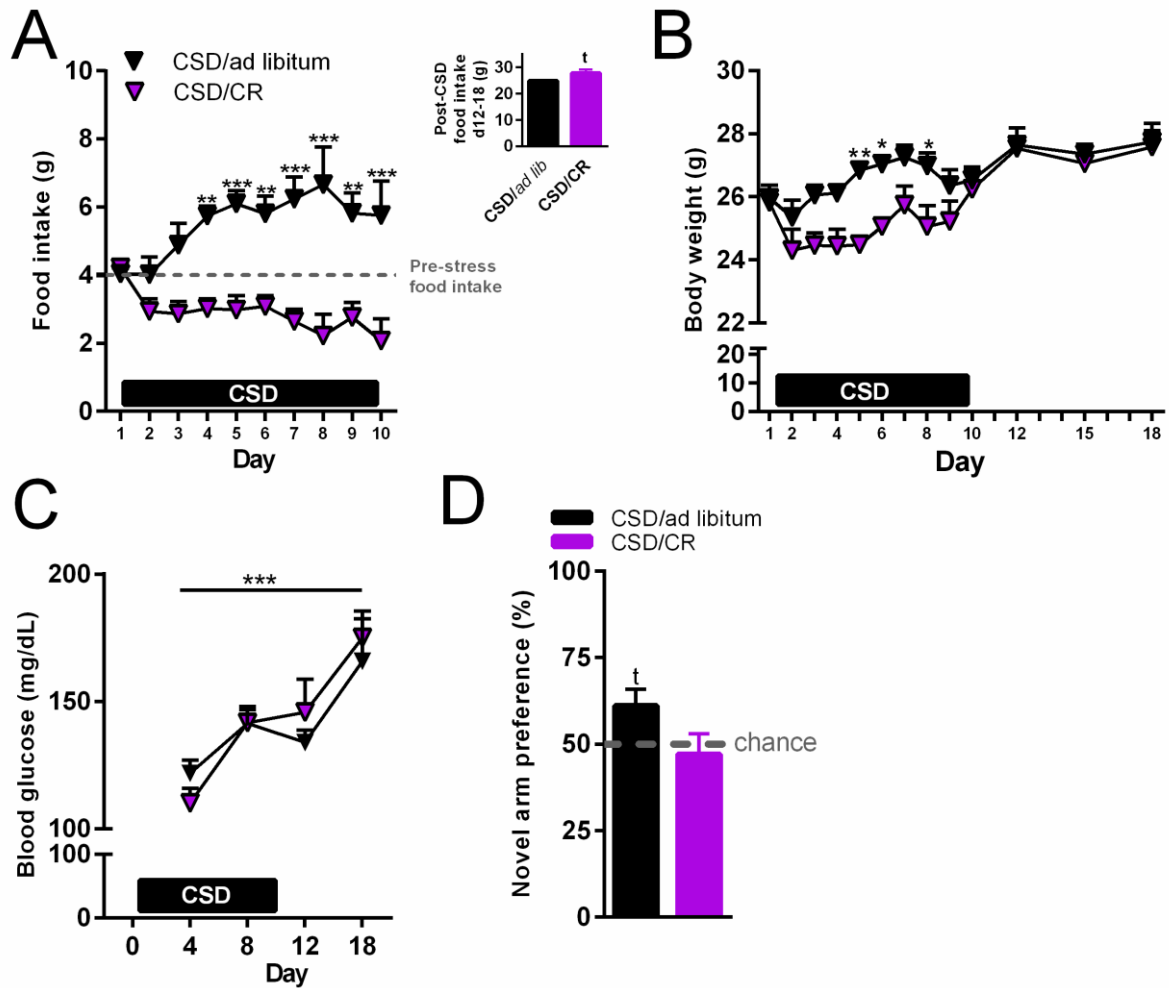 A
CSD/ad libitum
CSD/CR
Food intake (g)
10
8
6
4
2
0
**
***
**
***
***
**
***
Pre-stress
food intake
CSD
1 2 3 4 5 6 7 8 9 10
Day
Post-CSD
food intake
d12-18 (g)
30
20
10
0
t
CSD/ad lib
CSD/CR
B
Body weight (g)
30
28
26
24
22
20
10
0
**
*
*
CSD
1 2 4 6 8 10 12 15 18
Day
C
Blood glucose (mg/dL)
200
150
100
100
50
0
***
CSD
0 4 8 12 18
Day
D
CSD/ad libitum
CSD/CR
Novel arm preference (%)
100
75
50
25
0
t
chance